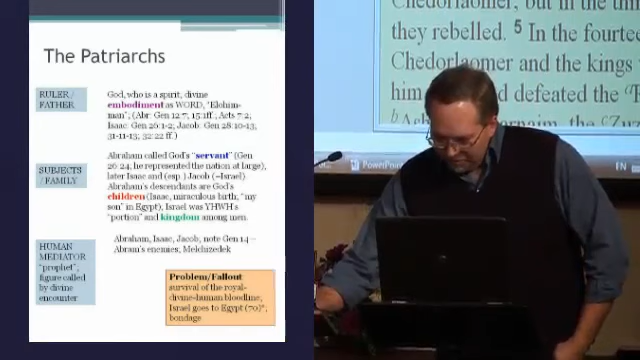 The Patriarchs
RULER /
FATHER
God, who is a spirit, divine
embodiment as WORD, "Elohim-
man"; (Abr: Gen 12:7, 15:1ff , Acts 7:2;
Isaac: Gen 26:1-2; Jacob: Gen 28:10-13,
31-11-13; 32:22 ff.)
SUBJECTS
/ FAMILY
Abraham called God's "servant" (Gen
26:24, he represented the nation at large),
later Isaac and (esp.) Jacob (=Israel)
Abraham's descendants are God's
children (Isaac, miraculous birth, "my
son" in Egypt), Israel was YHWH's
"portion" and kingdom among men.
HUMAN
MEDIATOR
"prophet";
figure called
by divine
encounter
Abraham, Isaac, Jacob, note Gen 14 –
Abram's enemies; Melchizedek
Problem/Fallout
survival of the royal-
divine-human bloodline,
Israel goes to Egypt (70)*;
bondage
Chedorlaomer, but in the thi
they rebelled. 5 In the fourtee
Chedorlaomer and the kings
him and defeated the
PowerPoin
EN
hp